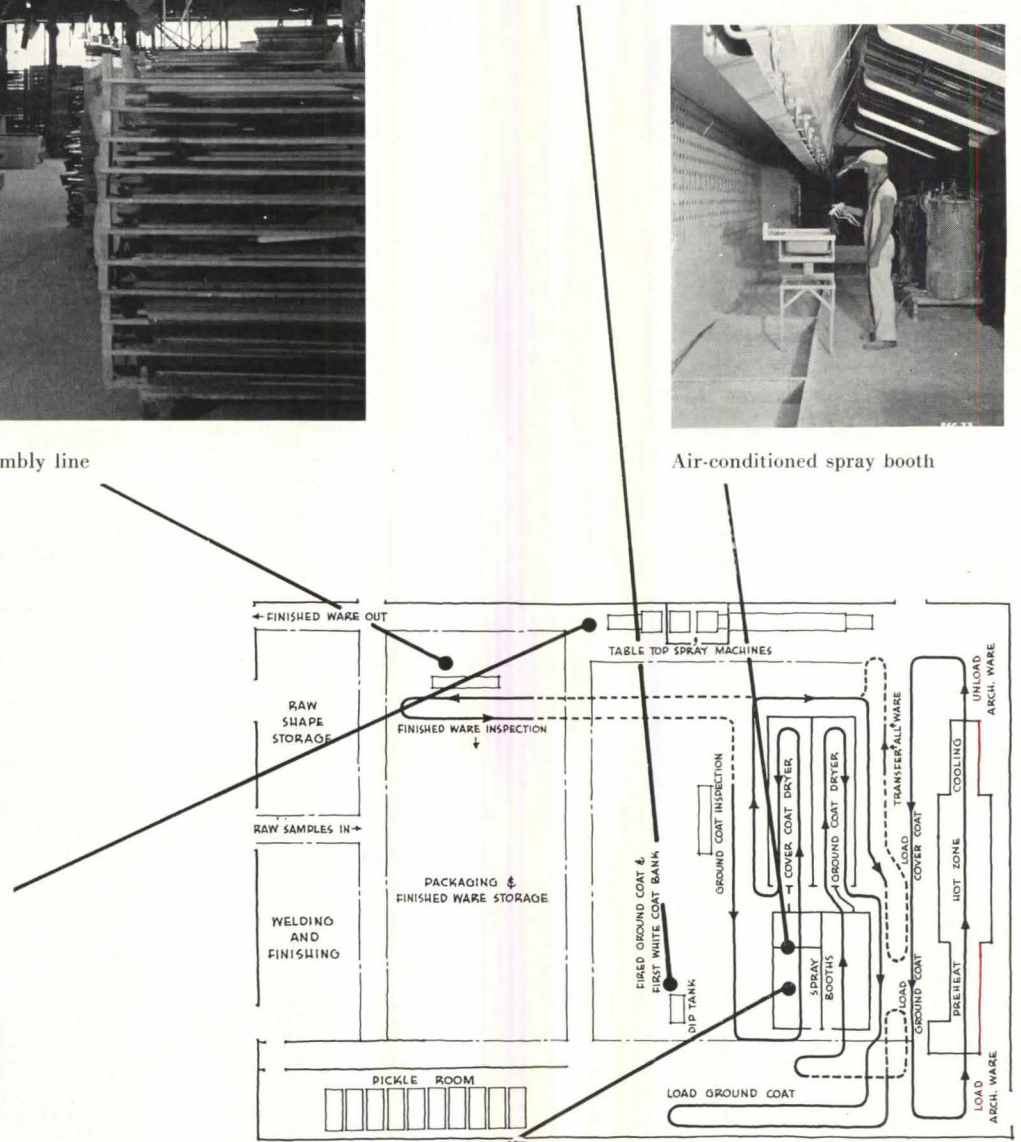 mbly line
Air-conditioned spray booth
← FINISHED WARE OUT
TABLE TOP SPRAY MACHINES
RAW
SHAPE
STORAGE
FINISHED WARE INSPECTION
↓
RAW SAMPLES IN →
WELDING
AND
FINISHING
PACKAGING &
FINISHED WARE STORAGE
PICKLE ROOM
FIRED GROUND COAT &
FIRST WHITE COAT BANK
DIP TANK
GROUND COAT INSPECTION
COVER COAT DRYER
GROUND COAT DRYER
SPRAY
BOOTHS
LOAD GROUND COAT
TRANSFER "ALL" WARE
LOAD
COVER COAT
LOAD
GROUND COAT
COOLING
HOT ZONE
PREHEAT
UNLOAD
ARCH. WARE
LOAD
ARCH. WARE